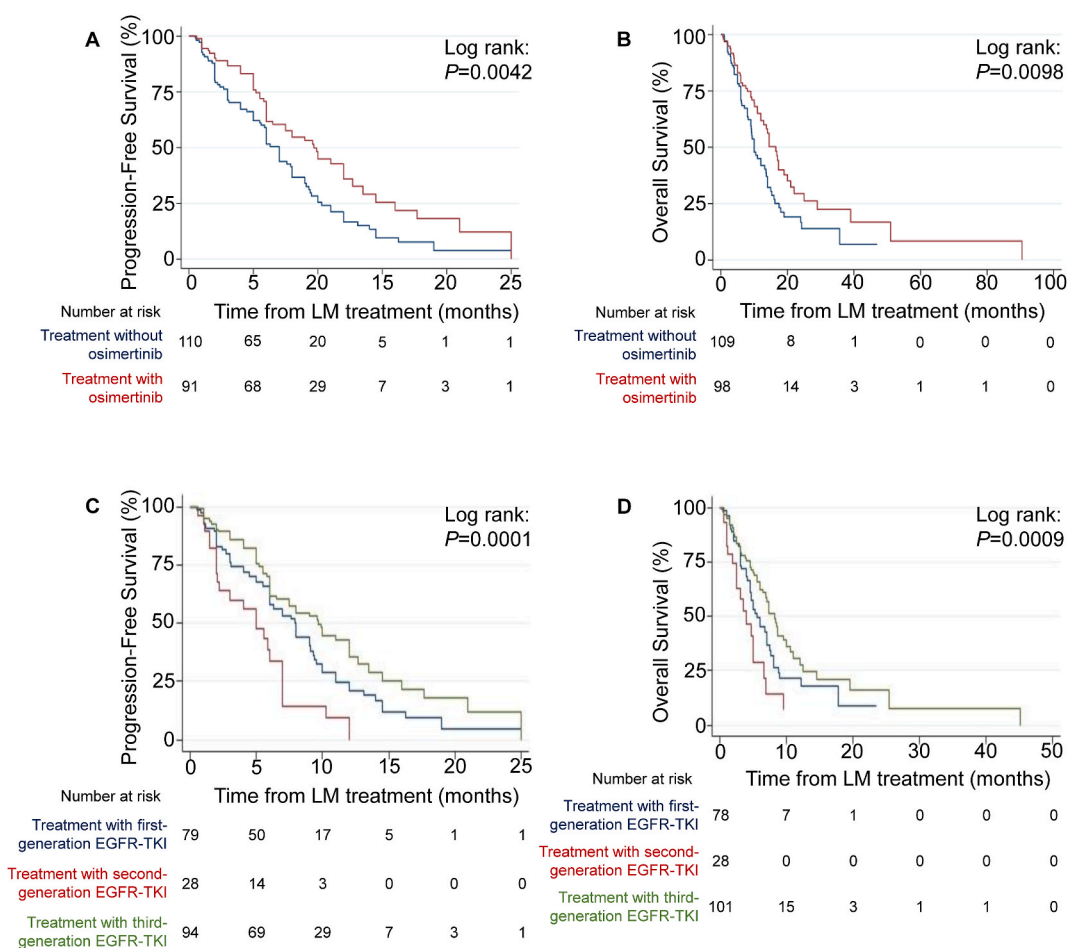 A
Progression-Free Survival (%)
100
75
50
25
0
Log rank:
P=0.0042
0 5 20 15 20 25
Time from LM treatment (months)
Number at risk
Treatment without
osimertinib
110 65 20 5 1 1
Treatment with
osimertinib
91 68 29 7 3 1
B
Overall Survival (%)
100
75
50
25
0
Log rank:
P=0.0098
0 20 40 60 80 100
Time from LM treatment (months)
Number at risk
Treatment without
osimertinib
109 8 1 0 0 0
Treatment with
osimertinib
98 14 3 1 1 0
C
Progression-Free Survival (%)
100
75
50
25
0
Log rank:
P=0.0001
0 5 10 15 20 25
Time from LM treatment (months)
Number at risk
Treatment with first-
generation EGFR-TKI
79 50 17 5 1 1
Treatment with second-
generation EGFR-TKI
28 14 3 0 0 0
Treatment with third-
generation EGFR-TKI
94 69 29 7 3 1
D
Overall Survival (%)
100
75
50
25
0
Log rank:
P=0.0009
0 10 20 30 40 50
Time from LM treatment (months)
Number at risk
Treatment with first-
generation EGFR-TKI
78 7 1 0 0 0
Treatment with second-
generation EGFR-TKI
28 0 0 0 0 0
Treatment with third-
generation EGFR-TKI
101 15 3 1 1 0